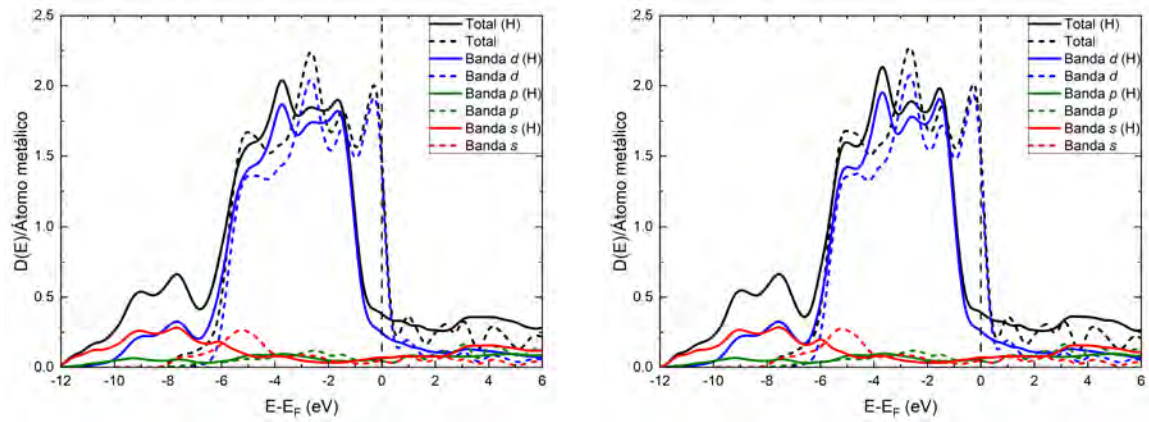 2.5
2.0
1.5
1.0
0.5
0.0
D(E)/Átomo metálico
-12 -10 -8 -6 -4 -2 0 2 4 6
E-E_F (eV)
Total (H)
Total
Banda d (H)
Banda d
Banda p (H)
Banda p
Banda s (H)
Banda s
2.5
2.0
1.5
1.0
0.5
0.0
D(E)/Átomo metálico
-12 -10 -8 -6 -4 -2 0 2 4 6
E-E_F (eV)
Total (H)
Total
Banda d (H)
Banda d
Banda p (H)
Banda p
Banda s (H)
Banda s